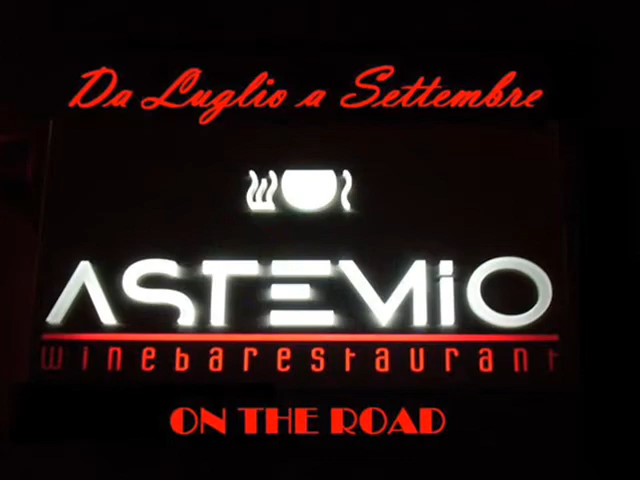 Da Luglio a Settembre
ASTEMiO
winebarestaurant
ON THE ROAD